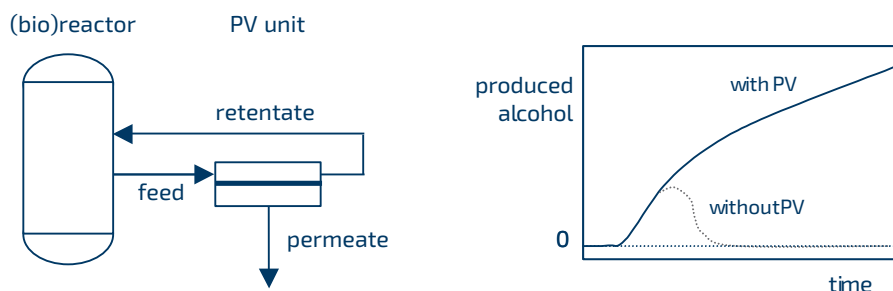 (bio)reactor
PV unit
retentate
feed
permeate
produced
alcohol
with PV
withoutPV
0
time